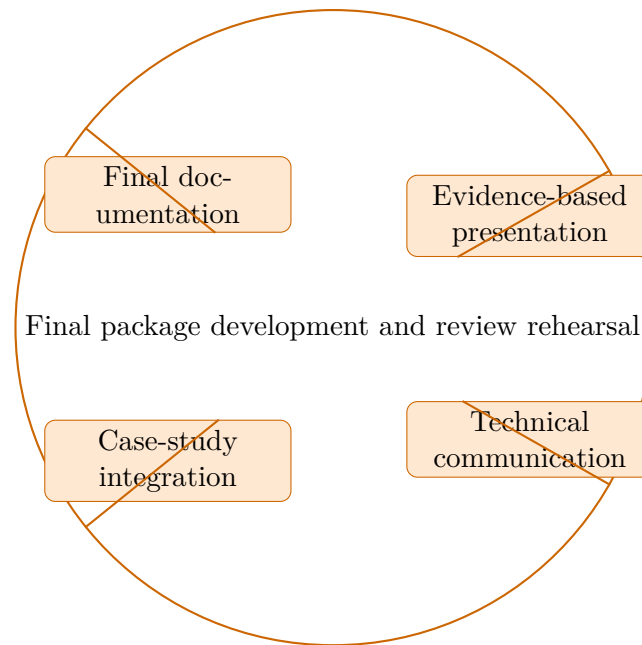 Final doc-
umentation
Evidence-based
presentation
Final package development and review rehearsal
Case-study
integration
Technical
communication